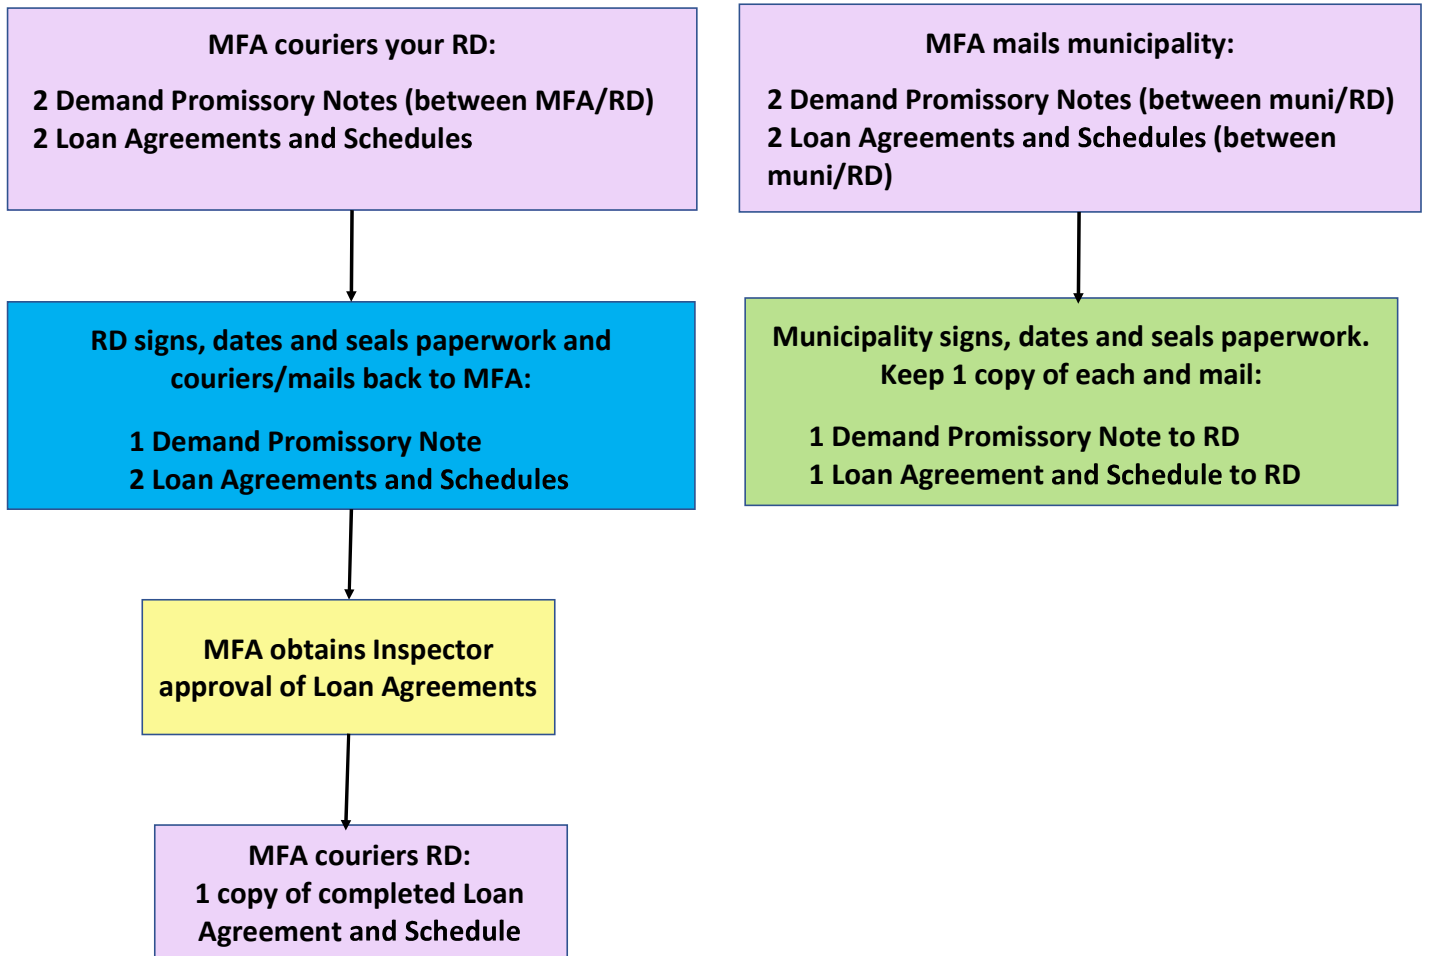 MFA couriers your RD:
2 Demand Promissory Notes (between MFA/RD)
2 Loan Agreements and Schedules
MFA mails municipality:
2 Demand Promissory Notes (between muni/RD)
2 Loan Agreements and Schedules (between
muni/RD)
RD signs, dates and seals paperwork and
couriers/mails back to MFA:
1 Demand Promissory Note
2 Loan Agreements and Schedules
Municipality signs, dates and seals paperwork.
Keep 1 copy of each and mail:
1 Demand Promissory Note to RD
1 Loan Agreement and Schedule to RD
MFA obtains Inspector
approval of Loan Agreements
MFA couriers RD:
1 copy of completed Loan
Agreement and Schedule